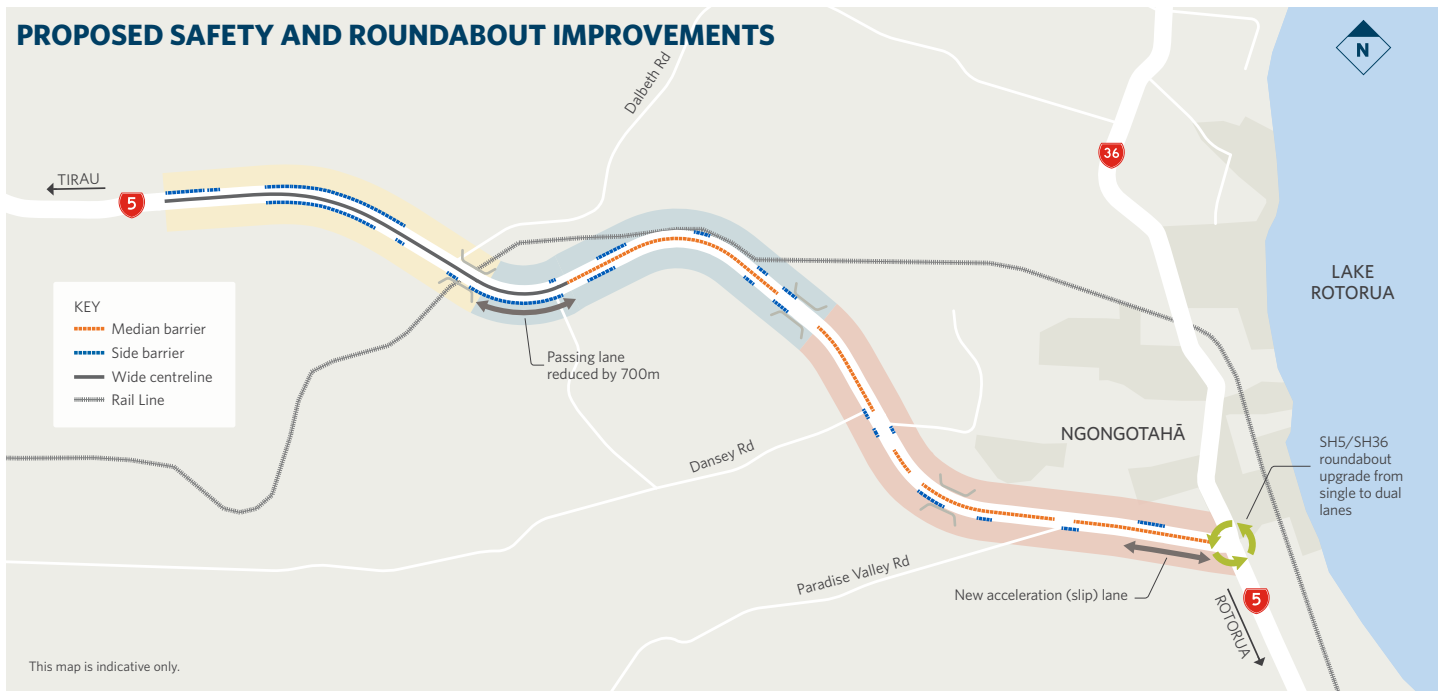 PROPOSED SAFETY AND ROUNDABOUT IMPROVEMENTS
N
Dalbeth Rd
36
TIRAU
5
LAKE
ROTORUA
KEY
Median barrier
Side barrier
Wide centreline
Rail Line
Passing lane
reduced by 700m
NGONGOTAHĀ
Dansey Rd
SH5/SH36
roundabout
upgrade from
single to dual
lanes
Paradise Valley Rd
New acceleration (slip) lane
5
ROTORUA
This map is indicative only.